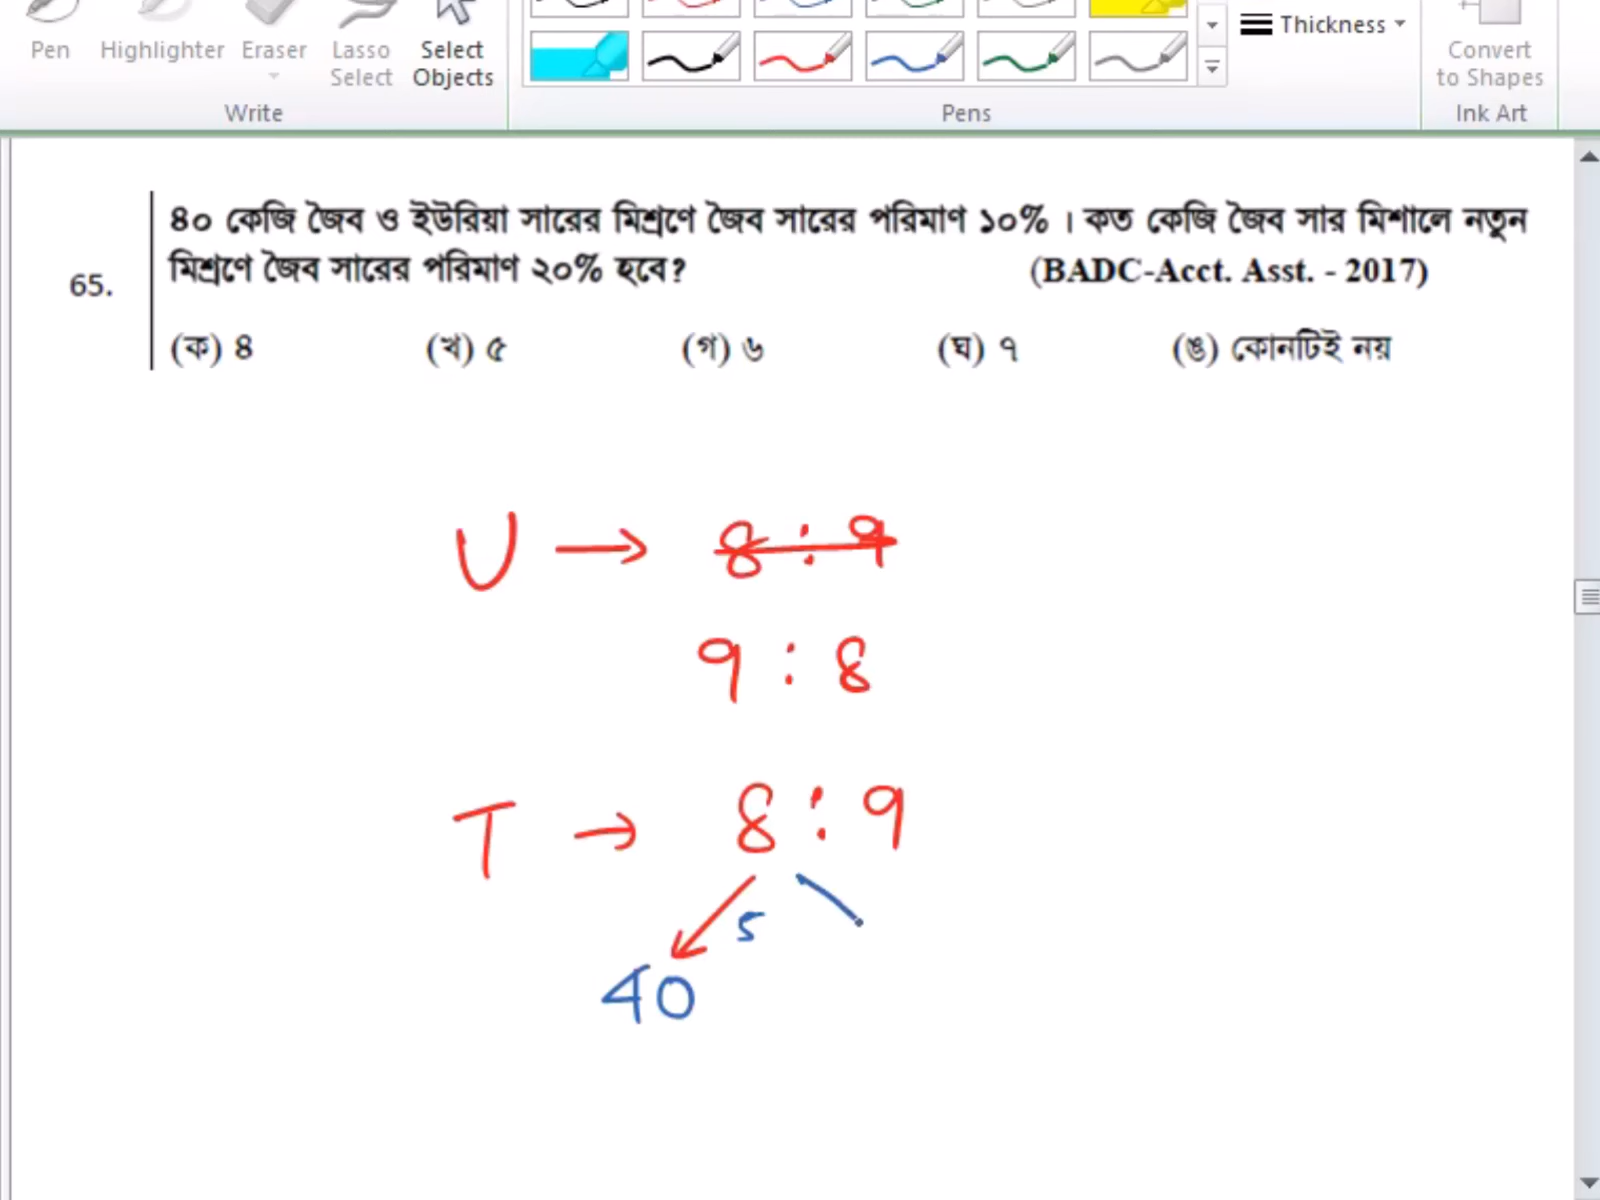 Pen Highlighter Eraser Lasso Select Select Objects
Thickness
Convert to Shapes
Write Pens Ink Art
65. ৪০ কেজি জৈব ও ইউরিয়া সারের মিশ্রণে জৈব সারের পরিমাণ ১০% । কত কেজি জৈব সার মিশালে নতুন
মিশ্রণে জৈব সারের পরিমাণ ২০% হবে? (BADC-Acct. Asst. - 2017)
(ক) ৪ (খ) ৫ (গ) ৬ (ঘ) ৭ (ঙ) কোনটিই নয়
U → 8 : 9
9 : 8
T → 8 : 9
5
40